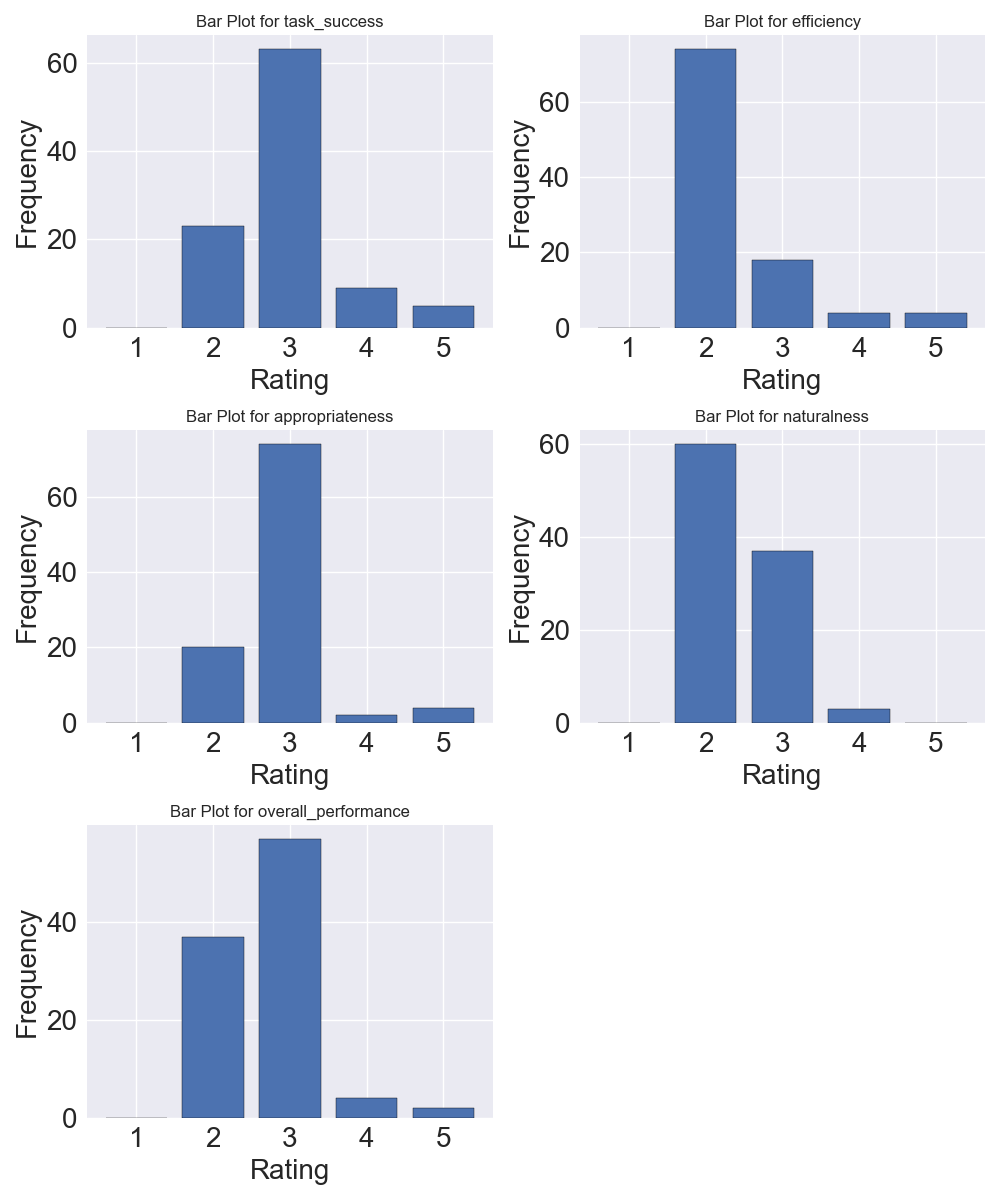 Bar Plot for task_success
Frequency
60
40
20
0
1 2 3 4 5
Rating
Bar Plot for efficiency
Frequency
60
40
20
0
1 2 3 4 5
Rating
Bar Plot for appropriateness
Frequency
60
40
20
0
1 2 3 4 5
Rating
Bar Plot for naturalness
Frequency
60
40
20
0
1 2 3 4 5
Rating
Bar Plot for overall_performance
Frequency
40
20
0
1 2 3 4 5
Rating